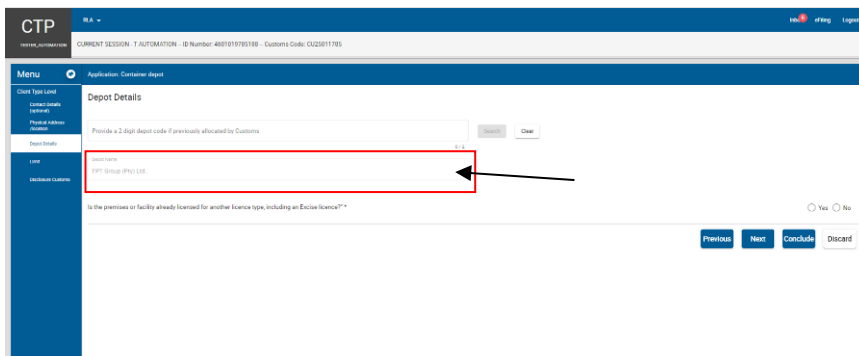 CTP
TESTER_AUTOMATION
RLA
Inbox 6 eFiling Logout
CURRENT SESSION - T AUTOMATION -- ID Number: 4601019785188 -- Customs Code: CU25011785
Menu
Client Type Level
Contact Details
(optional)
Physical Address
/location
Depot Details
Level
Disclosure Customs
Application: Container depot
Depot Details
Provide a 2 digit depot code if previously allocated by Customs
Search Clear
Depot Name
FPT Group (Pty) Ltd.
Is the premises or facility already licensed for another licence type, including an Excise licence?" *
Yes No
Previous Next Conclude Discard